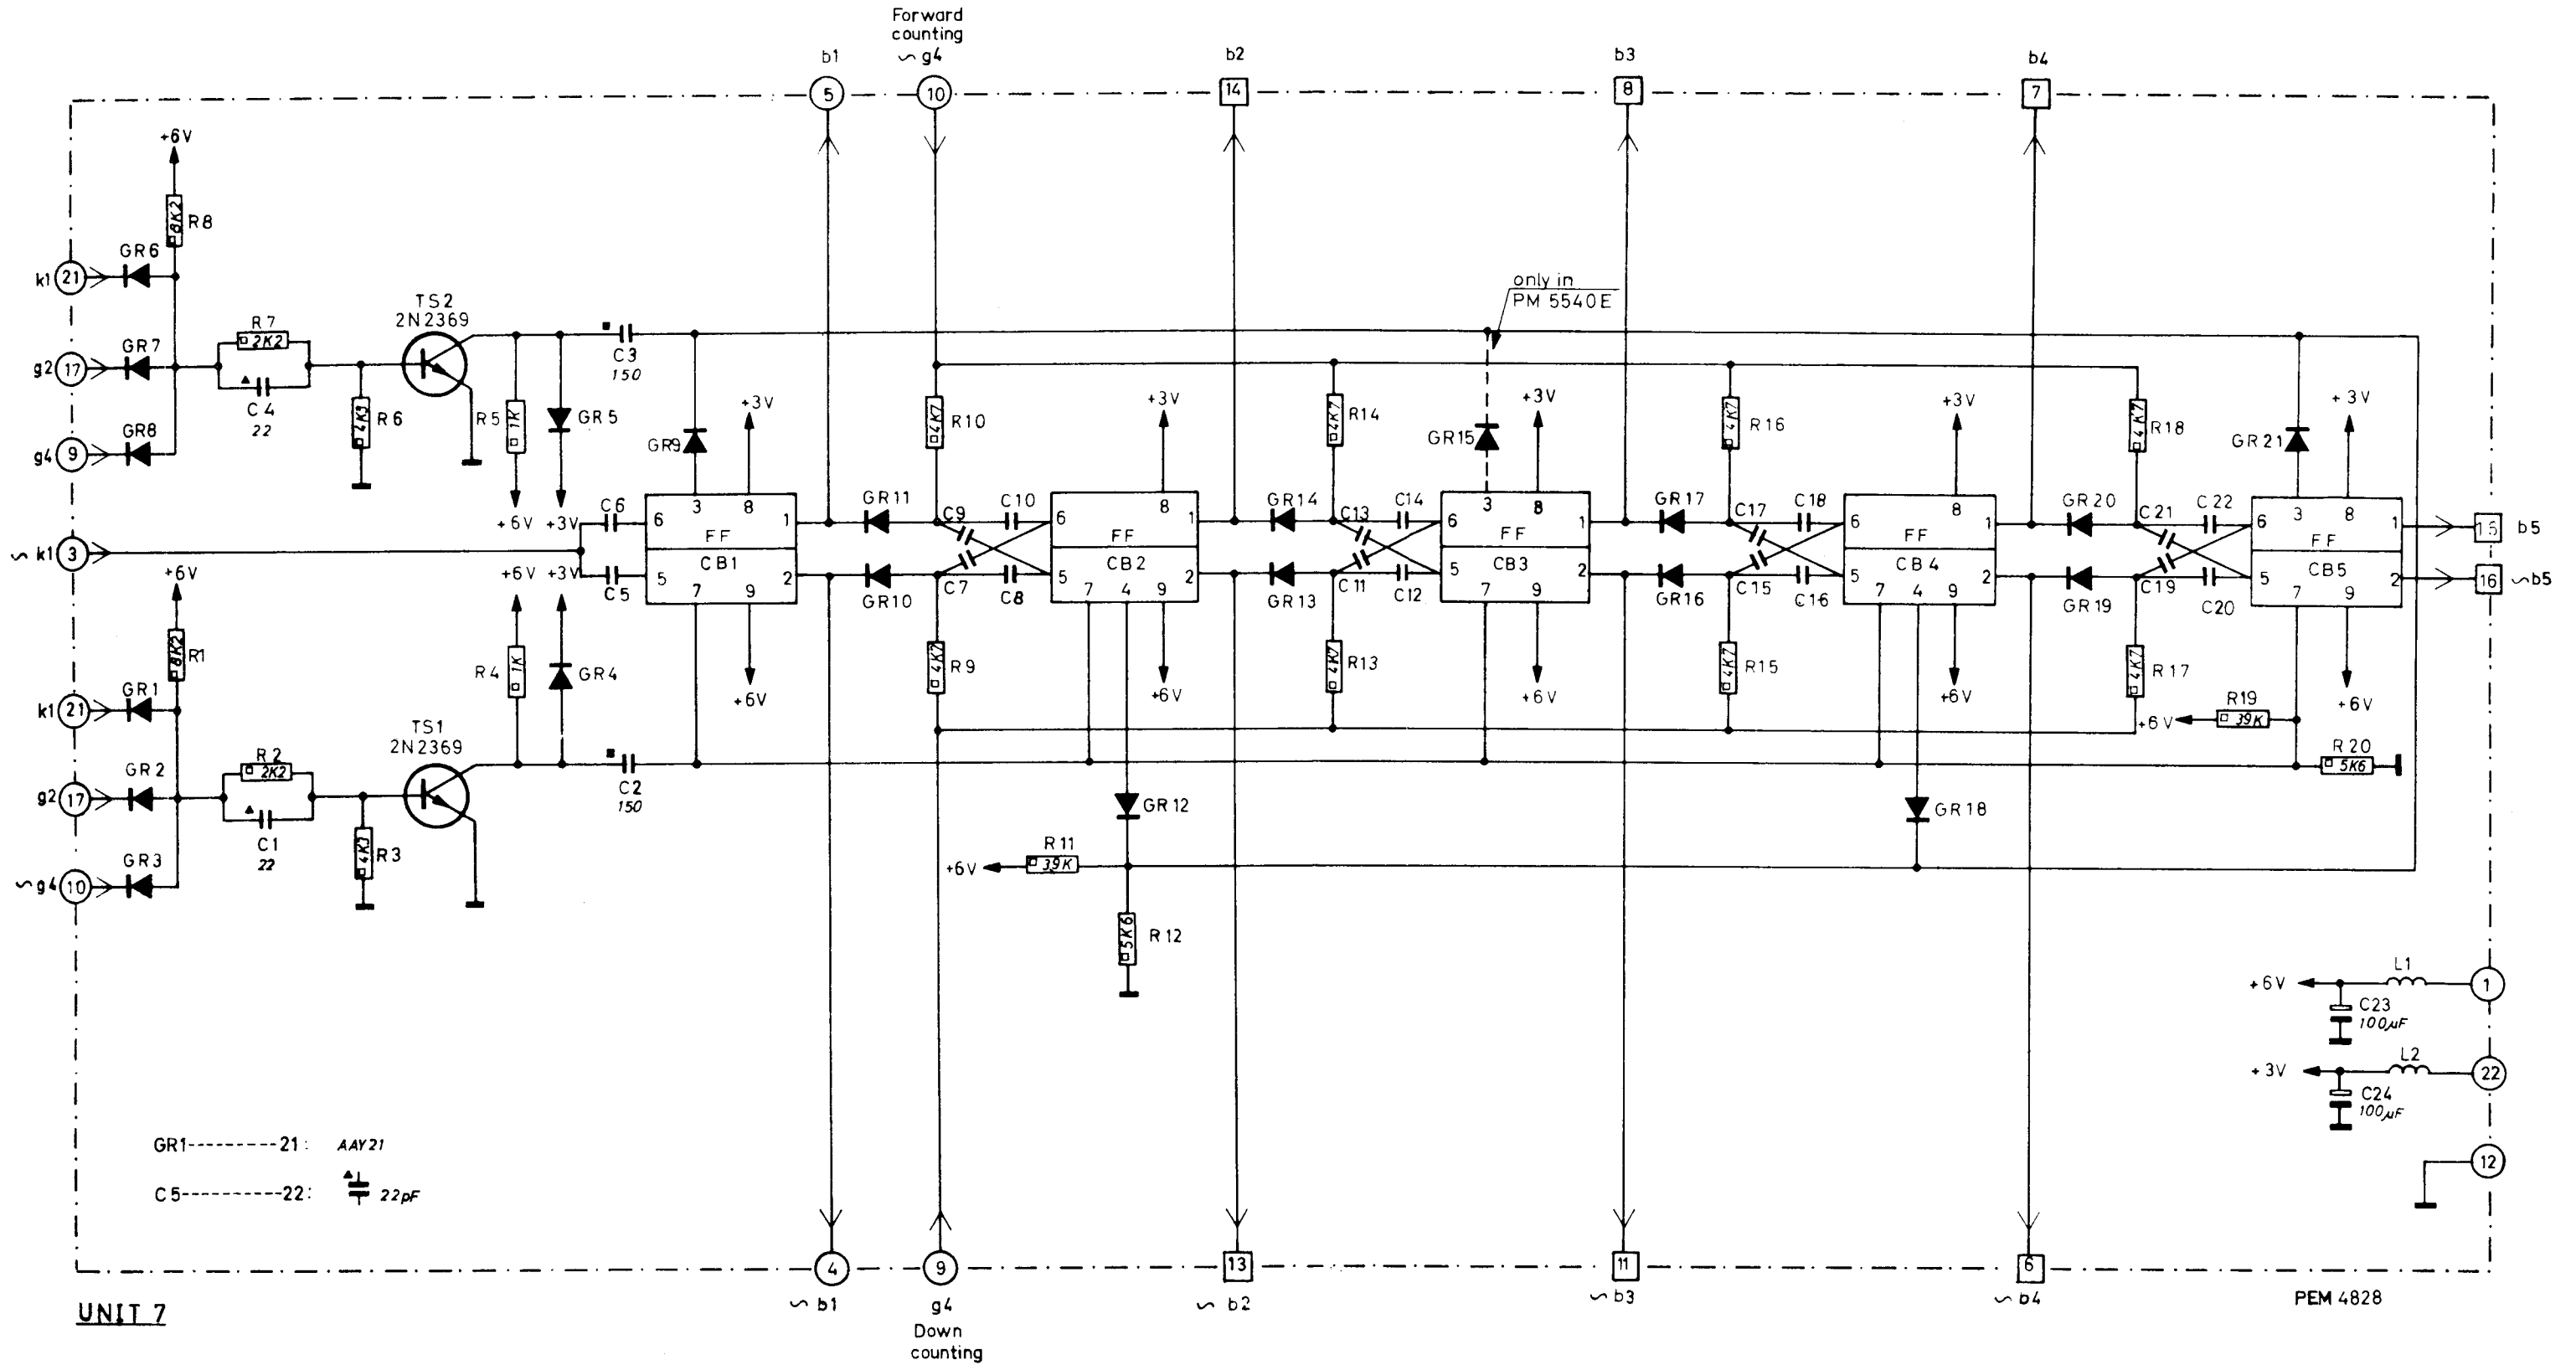 Forward
counting
~ g4
b1
b2
b3
b4
5
10
14
8
7
+6V
8K2
R8
GR6
k1 21
GR7
g2 17
GR8
g4 9
R7
2K2
C4
22
TS2
2N2369
R6
R5
1K
GR5
+6V
+3V
C3
150
only in
PM 5540E
GR9
+3V
R10
4K7
+3V
R14
4K7
GR15
+3V
R16
4K7
+3V
R18
4K7
GR21
+3V
~ k1 3
C6
C5
6
3
8
1
FF
CB1
5
7
9
2
+6V
GR11
GR10
C9
C10
C7
C8
6
8
1
FF
CB2
5
7
4
9
2
+6V
GR14
GR13
C13
C14
C11
C12
6
3
8
1
FF
CB3
5
7
9
2
+6V
GR17
GR16
C17
C18
C15
C16
6
8
1
FF
CB4
5
7
4
9
2
+6V
GR20
GR19
C21
C22
C19
C20
6
3
8
1
FF
CB5
5
7
9
2
+6V
15 b5
16 ~b5
+6V
8K2
R1
GR1
k1 21
GR2
g2 17
GR3
~g4 10
R2
2K2
C1
22
TS1
2N2369
R3
+6V
+3V
R4
1K
GR4
C2
150
R9
4K7
R13
4K7
R15
4K7
R17
4K7
R19
+6V
39K
R20
5K6
GR12
GR18
R11
+6V
39K
R12
5K6
+6V
L1
1
C23
100µF
+3V
L2
22
C24
100µF
12
GR1---------21: AAY21
C5----------22: 22pF
4
9
13
11
6
~ b1
g4
~ b2
~ b3
~ b4
Down
counting
UNIT 7
PEM 4828